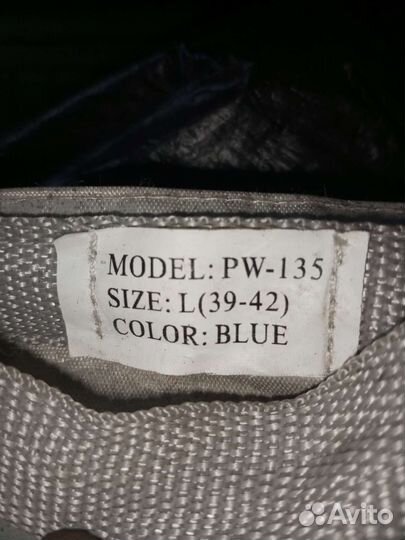 MODEL: PW-135
SIZE: L(39-42)
COLOR: BLUE
Avito